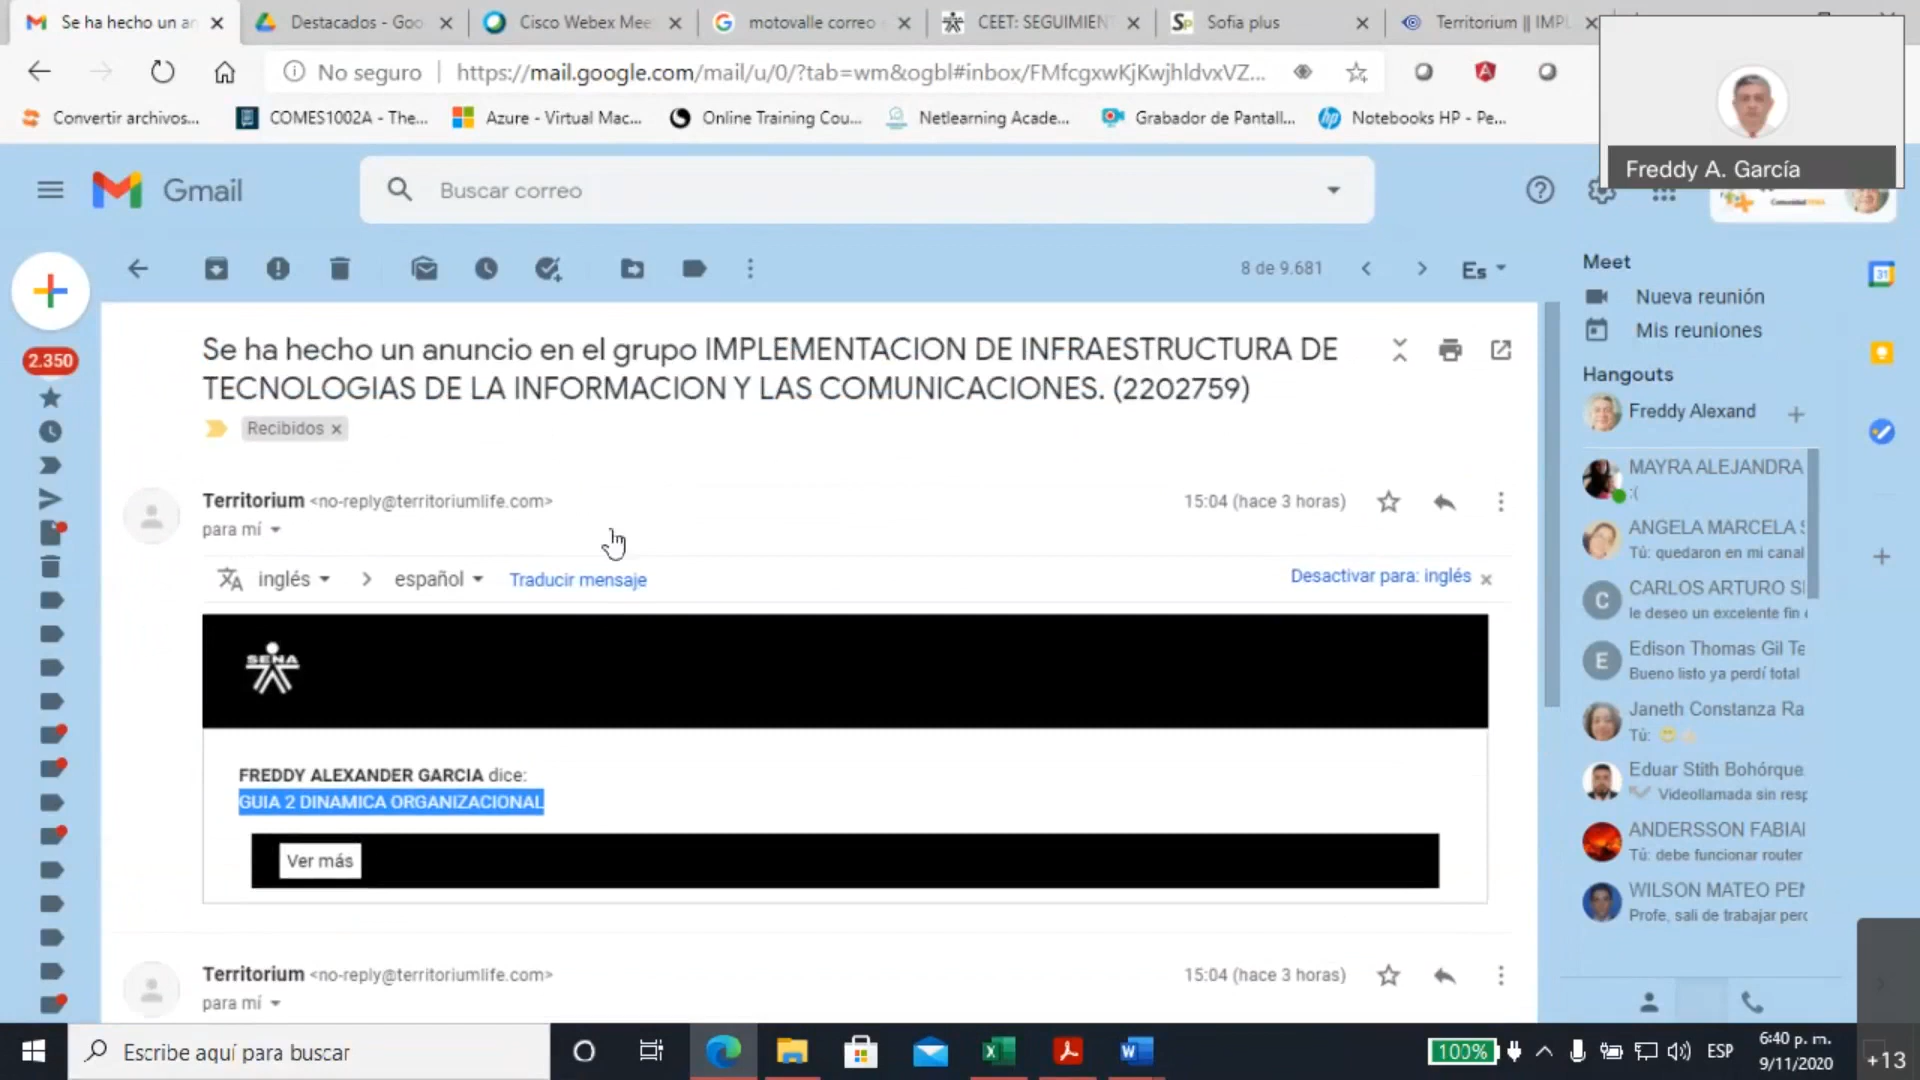 Se ha hecho un an
Destacados - Goo
Cisco Webex Mee
motovalle correo
CEET: SEGUIMIEN
Sofia plus
Territorium || IMPL
No seguro
https://mail.google.com/mail/u/0/?tab=wm&ogbl#inbox/FMfcgxwKjKwjhldvxVZ...
Convertir archivos...
COMES1002A - The...
Azure - Virtual Mac...
Online Training Cou...
Netlearning Acade...
Grabador de Pantall...
Notebooks HP - Pe...
Freddy A. García
Gmail
Buscar correo
8 de 9.681
Es
2.350
Se ha hecho un anuncio en el grupo IMPLEMENTACION DE INFRAESTRUCTURA DE
TECNOLOGIAS DE LA INFORMACION Y LAS COMUNICACIONES. (2202759)
Recibidos ×
Territorium <no-reply@territoriumlife.com>
15:04 (hace 3 horas)
para mí
inglés
español
Traducir mensaje
Desactivar para: inglés
SENA
FREDDY ALEXANDER GARCIA dice:
GUIA 2 DINAMICA ORGANIZACIONAL
Ver más
Territorium <no-reply@territoriumlife.com>
15:04 (hace 3 horas)
para mí
Meet
Nueva reunión
Mis reuniones
Hangouts
Freddy Alexand
MAYRA ALEJANDRA
:(
ANGELA MARCELA S
Tú: quedaron en mi canal
C
CARLOS ARTURO SI
le deseo un excelente fin
E
Edison Thomas Gil Te
Bueno listo ya perdí total
Janeth Constanza Ra
Tú:
Eduar Stith Bohórque
Videollamada sin resp
ANDERSSON FABIAN
Tú: debe funcionar router
WILSON MATEO PEÑ
Profe, sali de trabajar pero
31
Escribe aquí para buscar
100%
ESP
6:40 p. m.
9/11/2020
+13